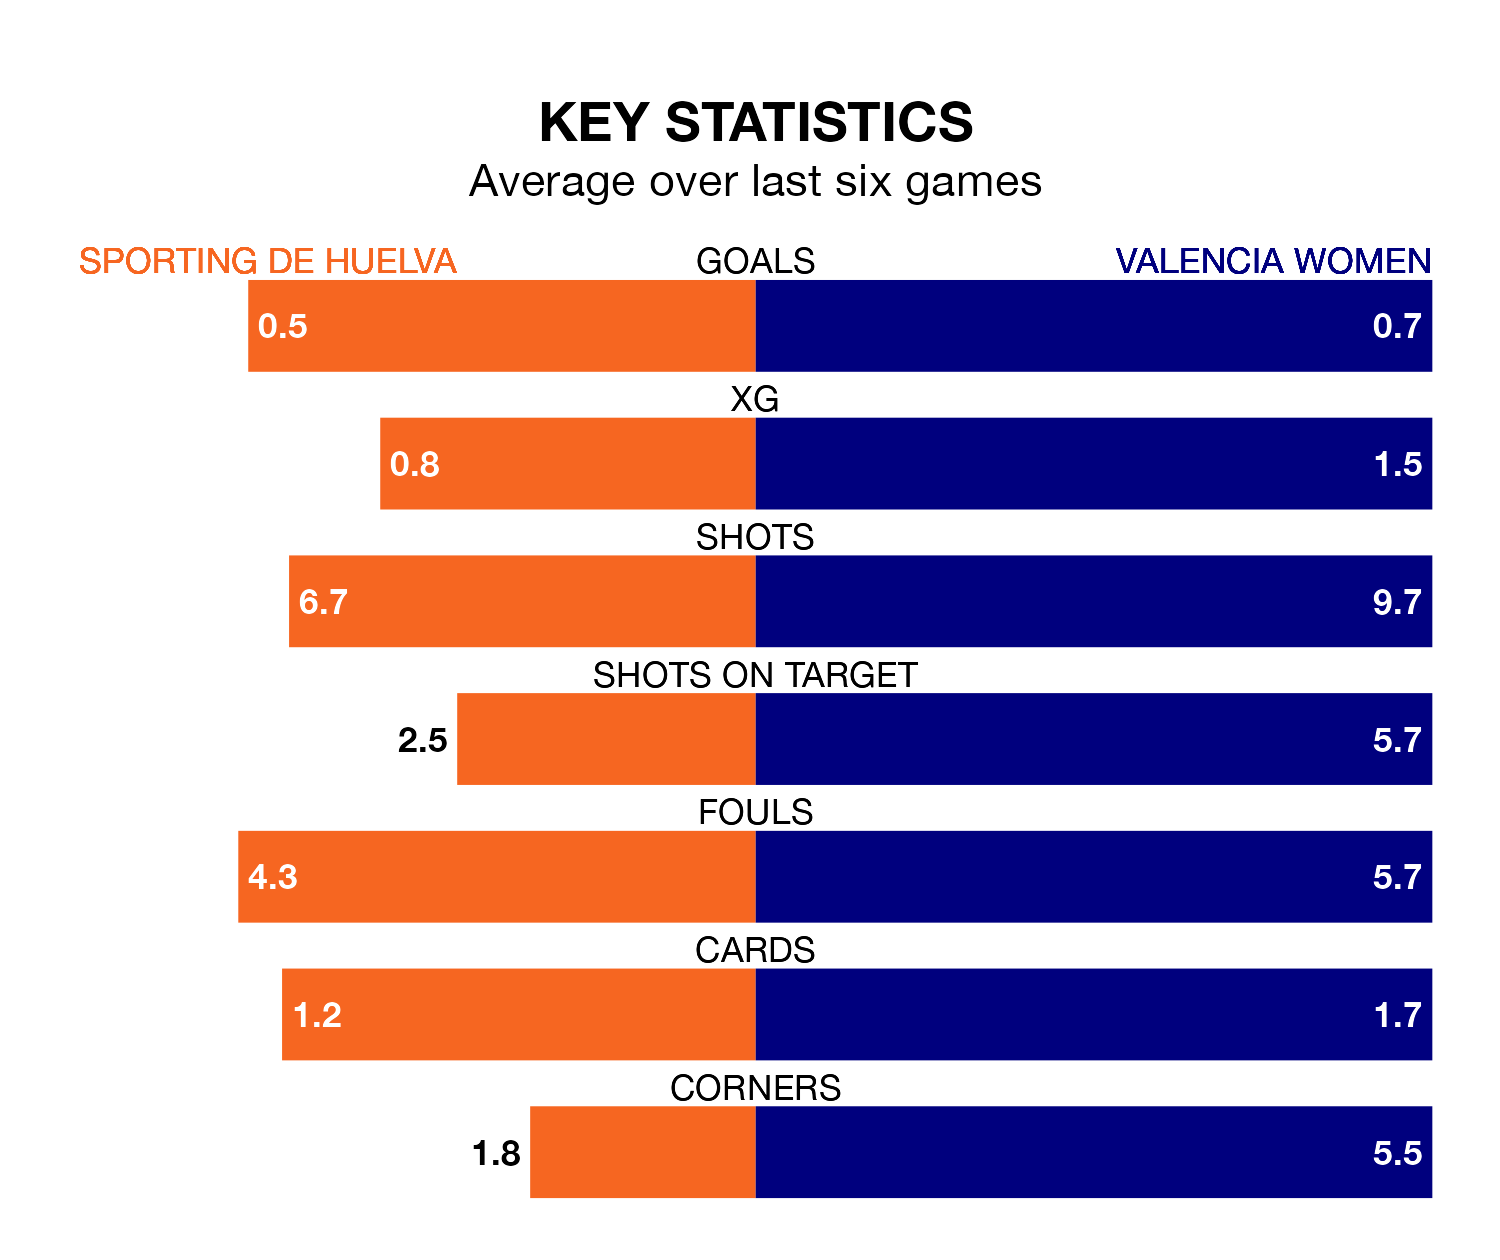 KEY STATISTICS
Average over last six games
SPORTING DE HUELVA GOALS VALENCIA WOMEN
0.5 0.7
XG
0.8 1.5
SHOTS
6.7 9.7
SHOTS ON TARGET
2.5 5.7
FOULS
4.3 5.7
CARDS
1.2 1.7
CORNERS
1.8 5.5